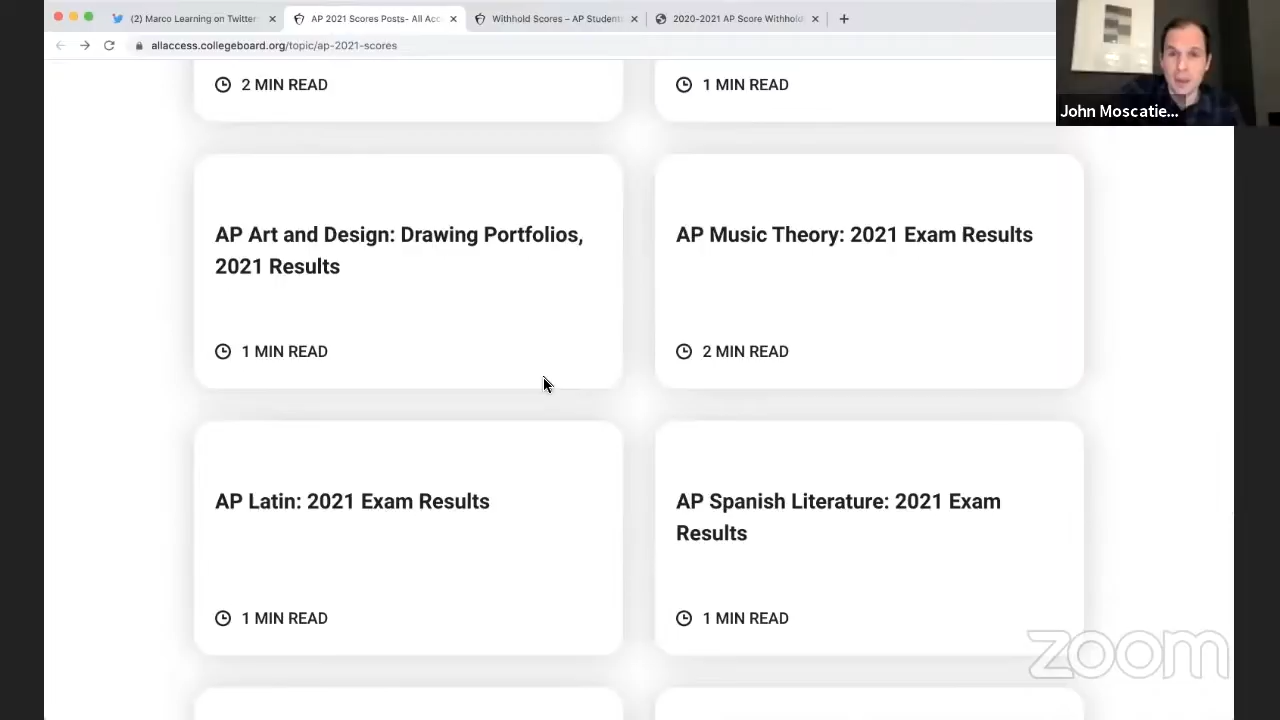 (2) Marco Learning on Twitter
AP 2021 Scores Posts- All Acc
Withhold Scores – AP Student
2020-2021 AP Score Withhol
allaccess.collegeboard.org/topic/ap-2021-scores
John Moscatie...
2 MIN READ
1 MIN READ
AP Art and Design: Drawing Portfolios,
2021 Results
1 MIN READ
AP Music Theory: 2021 Exam Results
2 MIN READ
AP Latin: 2021 Exam Results
1 MIN READ
AP Spanish Literature: 2021 Exam
Results
1 MIN READ
zoom